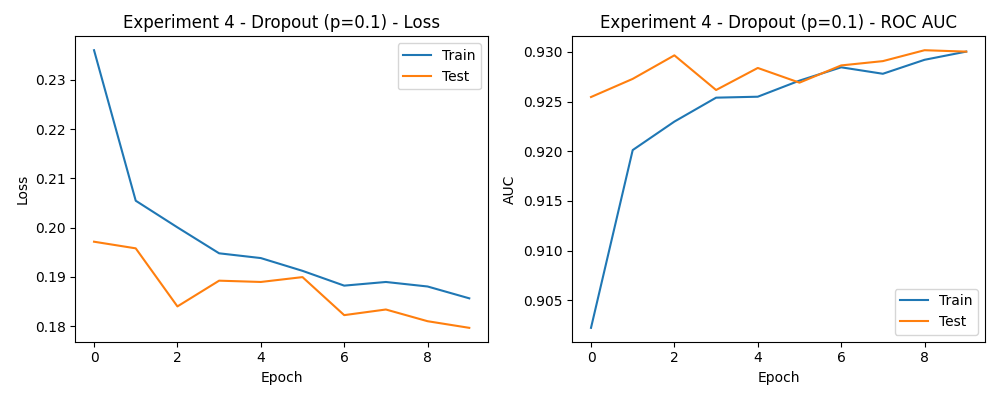 Experiment 4 - Dropout (p=0.1) - Loss
Train
Test
0.23
0.22
0.21
0.20
0.19
0.18
Loss
0 2 4 6 8
Epoch
Experiment 4 - Dropout (p=0.1) - ROC AUC
0.930
0.925
0.920
0.915
0.910
0.905
AUC
Train
Test
0 2 4 6 8
Epoch